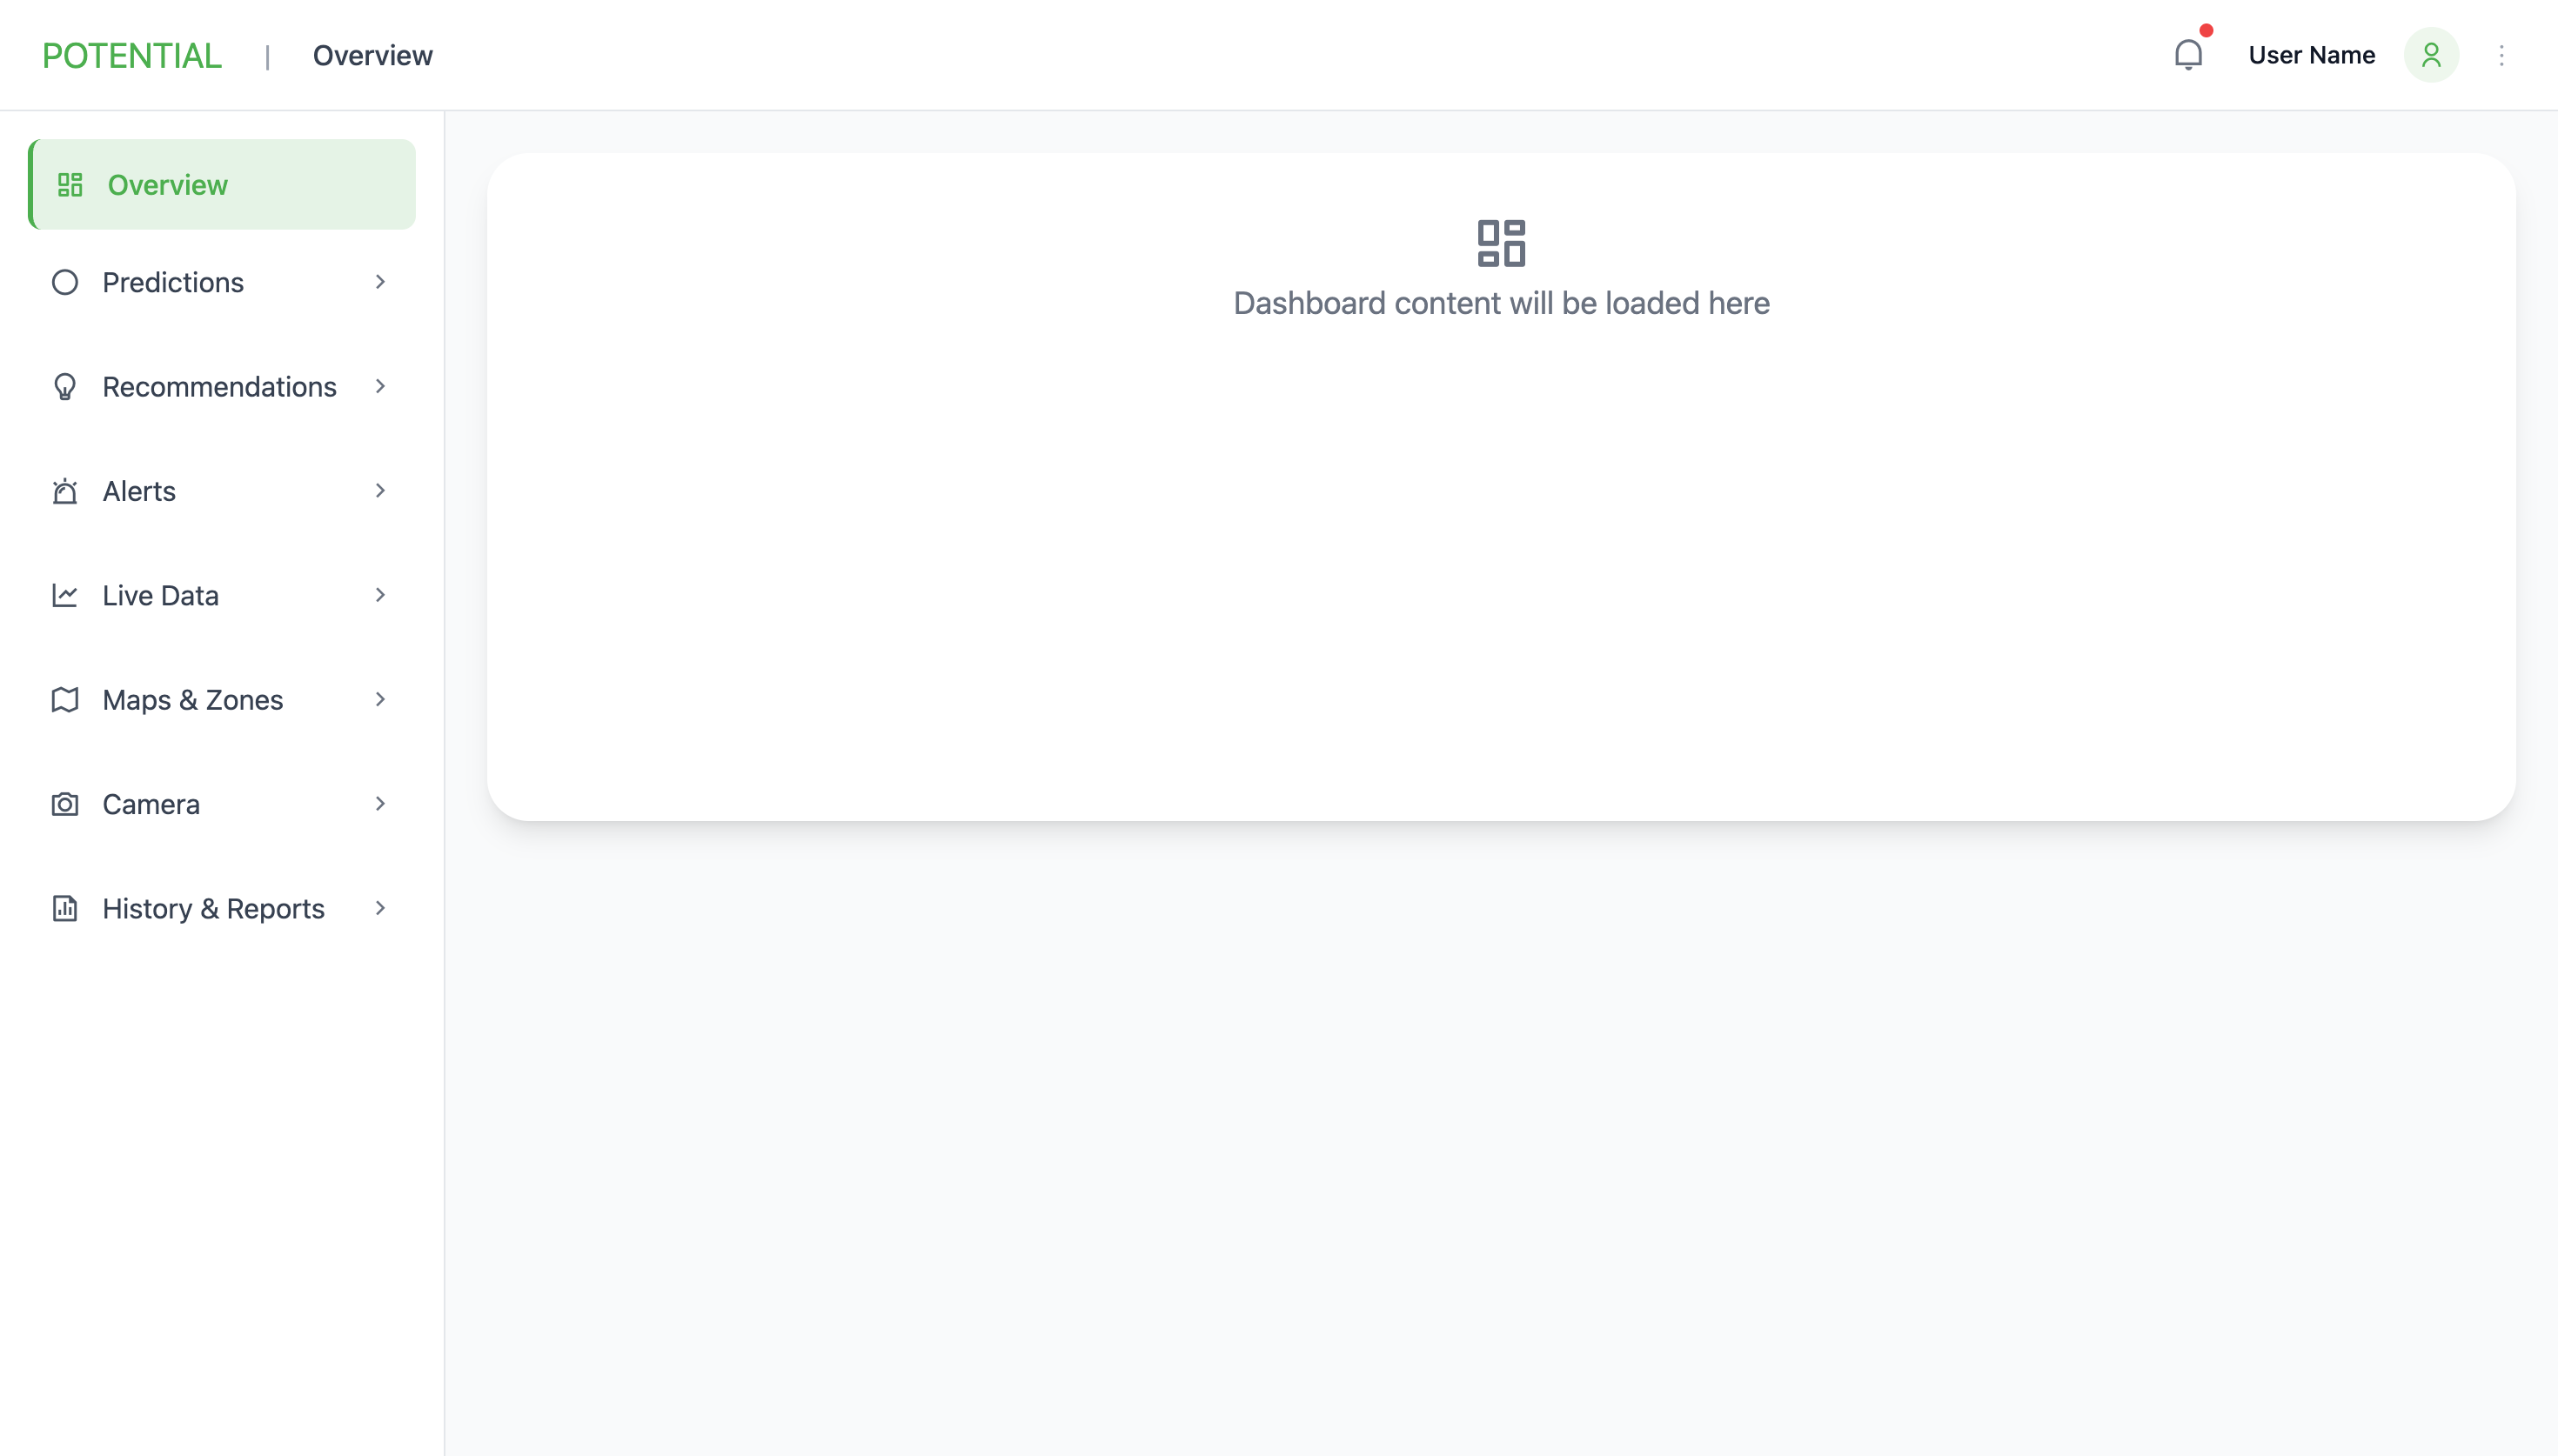 POTENTIAL | Overview
User Name
Overview
Predictions
Recommendations
Alerts
Live Data
Maps & Zones
Camera
History & Reports
Dashboard content will be loaded here